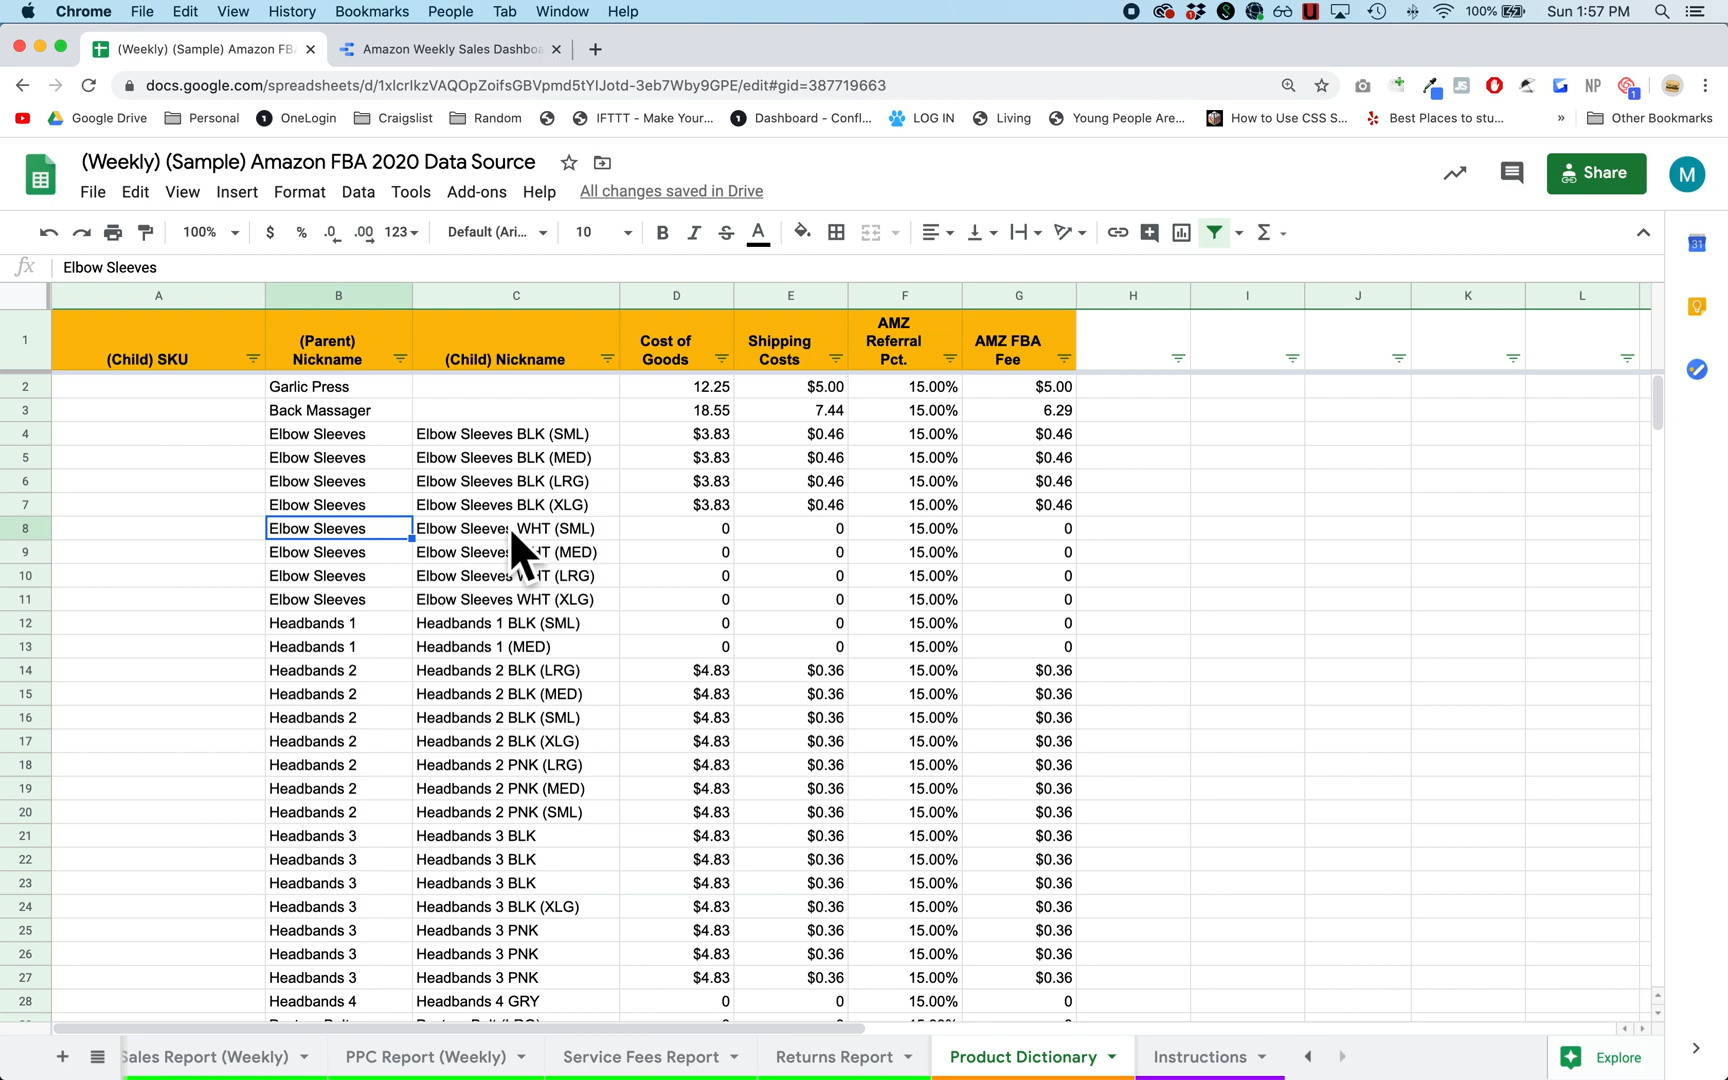 Chrome File Edit View History Bookmarks People Tab Window Help 100% Sun 1:57 PM
(Weekly) (Sample) Amazon FB Amazon Weekly Sales Dashbo
docs.google.com/spreadsheets/d/1xlcrIkzVAQOpZoifsGBVpmd5tYIJotd-3eb7Wby9GPE/edit#gid=387719663
Google Drive Personal OneLogin Craigslist Random IFTTT - Make Your... Dashboard - Confl... LOG IN Living Young People Are... How to Use CSS S... Best Places to stu... » Other Bookmarks
(Weekly) (Sample) Amazon FBA 2020 Data Source
File Edit View Insert Format Data Tools Add-ons Help All changes saved in Drive
Share M
100% $ % .0 .00 123 Default (Ari... 10 B I S A
fx Elbow Sleeves
A B C D E F G H I J K L
1 (Child) SKU (Parent) Nickname (Child) Nickname Cost of Goods Shipping Costs AMZ Referral Pct. AMZ FBA Fee
2 Garlic Press 12.25 $5.00 15.00% $5.00
3 Back Massager 18.55 7.44 15.00% 6.29
4 Elbow Sleeves Elbow Sleeves BLK (SML) $3.83 $0.46 15.00% $0.46
5 Elbow Sleeves Elbow Sleeves BLK (MED) $3.83 $0.46 15.00% $0.46
6 Elbow Sleeves Elbow Sleeves BLK (LRG) $3.83 $0.46 15.00% $0.46
7 Elbow Sleeves Elbow Sleeves BLK (XLG) $3.83 $0.46 15.00% $0.46
8 Elbow Sleeves Elbow Sleeves WHT (SML) 0 0 15.00% 0
9 Elbow Sleeves Elbow Sleeves WHT (MED) 0 0 15.00% 0
10 Elbow Sleeves Elbow Sleeves WHT (LRG) 0 0 15.00% 0
11 Elbow Sleeves Elbow Sleeves WHT (XLG) 0 0 15.00% 0
12 Headbands 1 Headbands 1 BLK (SML) 0 0 15.00% 0
13 Headbands 1 Headbands 1 (MED) 0 0 15.00% 0
14 Headbands 2 Headbands 2 BLK (LRG) $4.83 $0.36 15.00% $0.36
15 Headbands 2 Headbands 2 BLK (MED) $4.83 $0.36 15.00% $0.36
16 Headbands 2 Headbands 2 BLK (SML) $4.83 $0.36 15.00% $0.36
17 Headbands 2 Headbands 2 BLK (XLG) $4.83 $0.36 15.00% $0.36
18 Headbands 2 Headbands 2 PNK (LRG) $4.83 $0.36 15.00% $0.36
19 Headbands 2 Headbands 2 PNK (MED) $4.83 $0.36 15.00% $0.36
20 Headbands 2 Headbands 2 PNK (SML) $4.83 $0.36 15.00% $0.36
21 Headbands 3 Headbands 3 BLK $4.83 $0.36 15.00% $0.36
22 Headbands 3 Headbands 3 BLK $4.83 $0.36 15.00% $0.36
23 Headbands 3 Headbands 3 BLK $4.83 $0.36 15.00% $0.36
24 Headbands 3 Headbands 3 BLK (XLG) $4.83 $0.36 15.00% $0.36
25 Headbands 3 Headbands 3 PNK $4.83 $0.36 15.00% $0.36
26 Headbands 3 Headbands 3 PNK $4.83 $0.36 15.00% $0.36
27 Headbands 3 Headbands 3 PNK $4.83 $0.36 15.00% $0.36
28 Headbands 4 Headbands 4 GRY 0 0 15.00% 0
Sales Report (Weekly) PPC Report (Weekly) Service Fees Report Returns Report Product Dictionary Instructions Explore